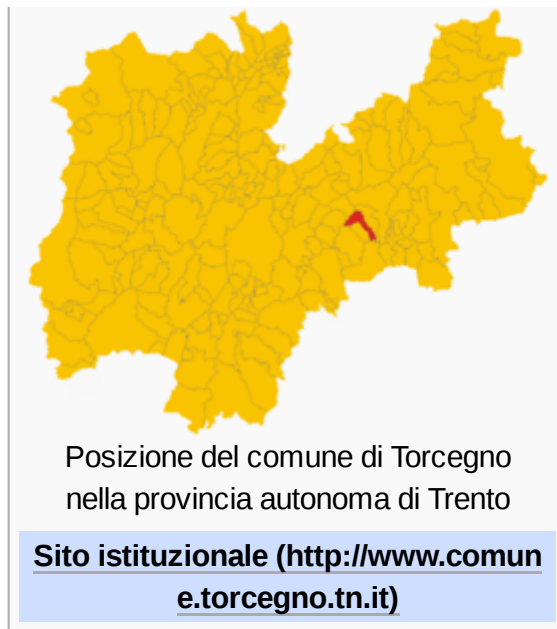 Posizione del comune di Torcegno
nella provincia autonoma di Trento
Sito istituzionale (http://www.comun
e.torcegno.tn.it)